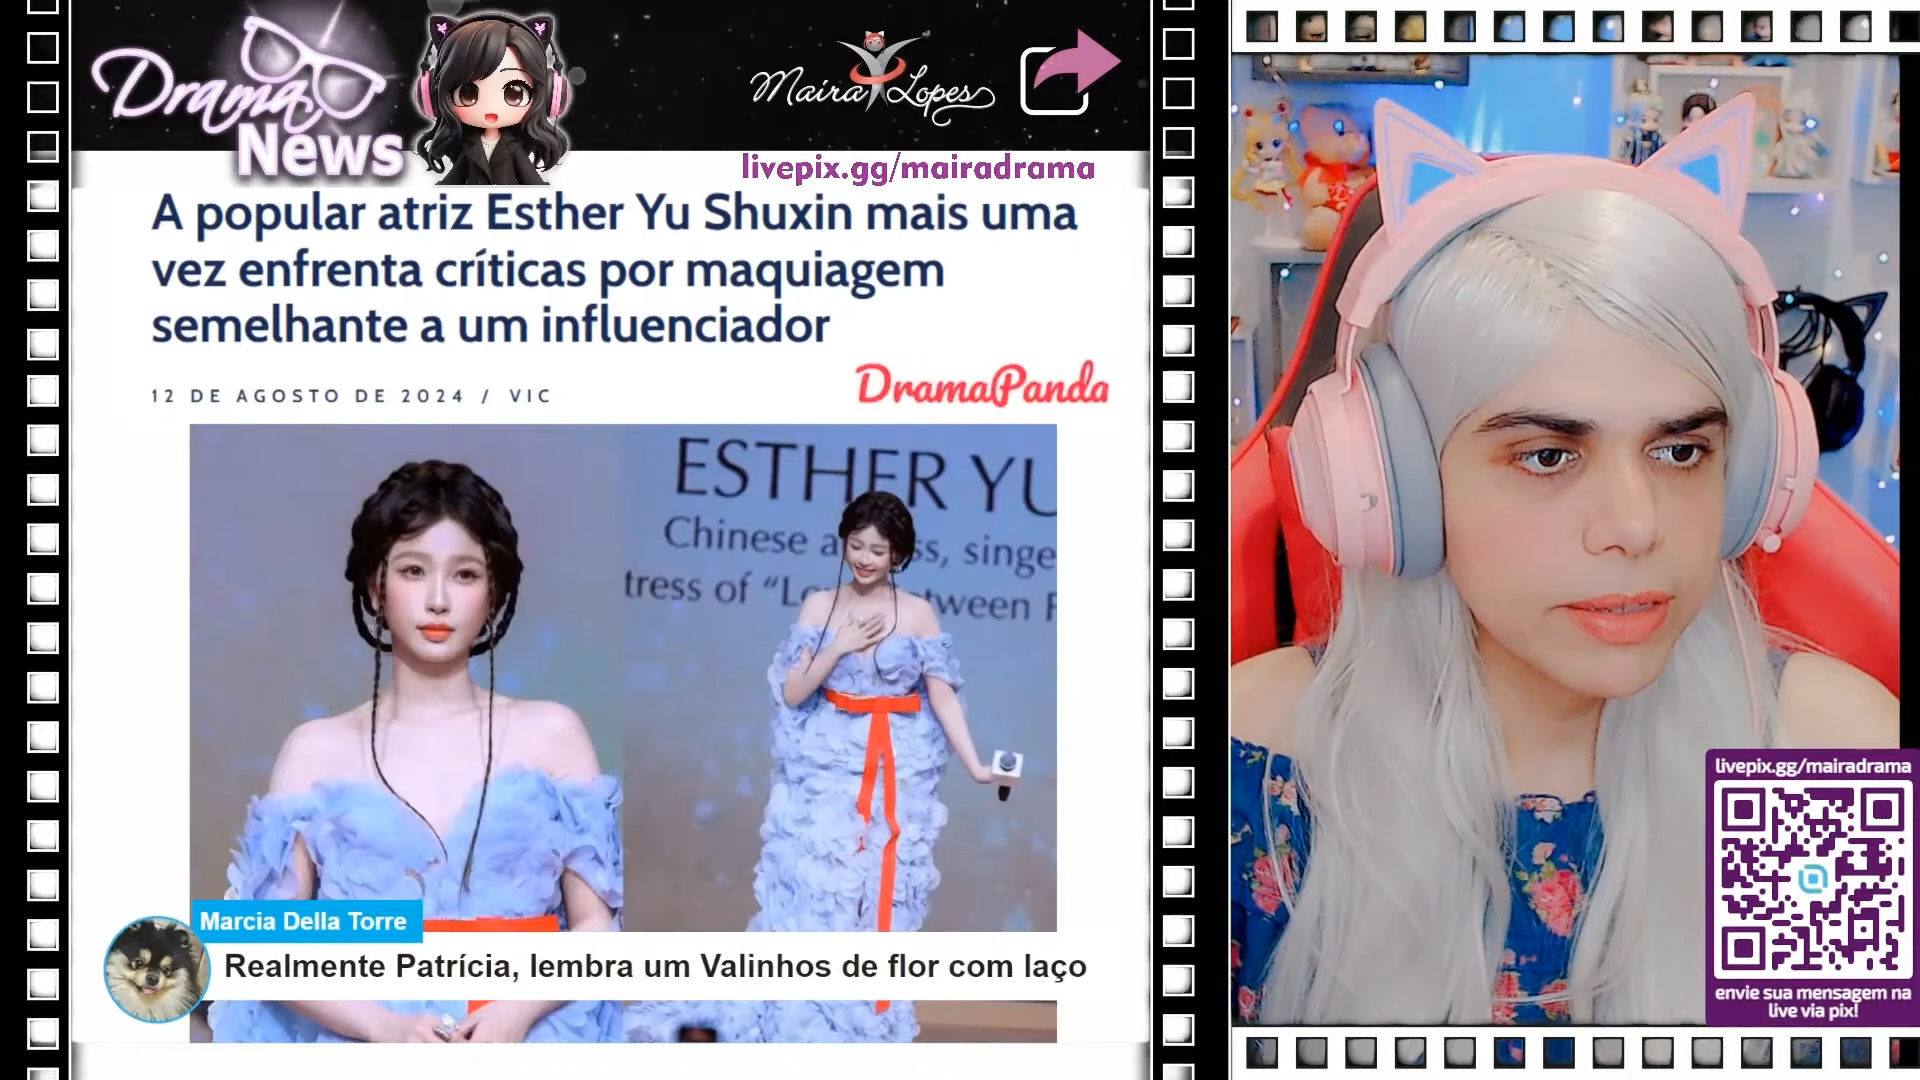 Drama News
Maira Lopes
livepix.gg/mairadrama
A popular atriz Esther Yu Shuxin mais uma
vez enfrenta críticas por maquiagem
semelhante a um influenciador
12 DE AGOSTO DE 2024 / VIC
DramaPanda
ESTHER YU
Chinese singe
tress of “L tween F
Marcia Della Torre
Realmente Patrícia, lembra um Valinhos de flor com laço
livepix.gg/mairadrama
envie sua mensagem na
live via pix!